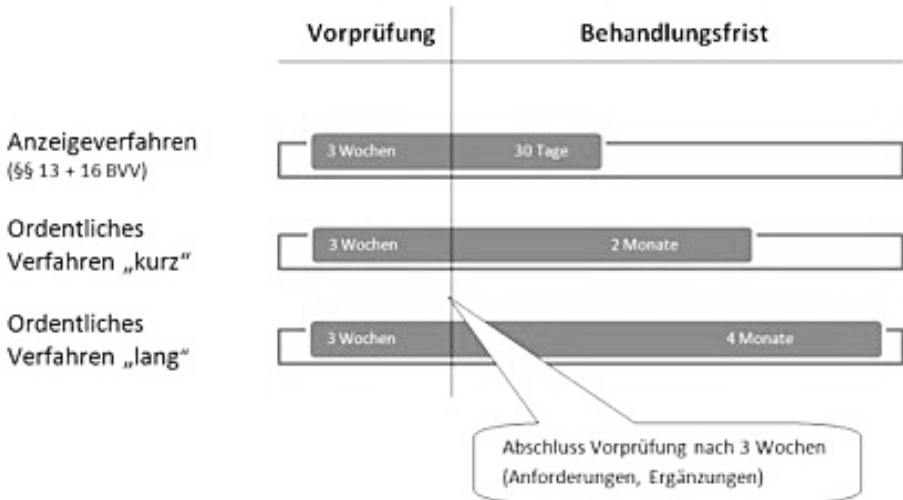 Vorprüfung Behandlungsfrist
Anzeigeverfahren
(§§ 13 + 16 BVV)
3 Wochen 30 Tage
Ordentliches
Verfahren „kurz“
3 Wochen 2 Monate
Ordentliches
Verfahren „lang“
3 Wochen 4 Monate
Abschluss Vorprüfung nach 3 Wochen
(Anforderungen, Ergänzungen)